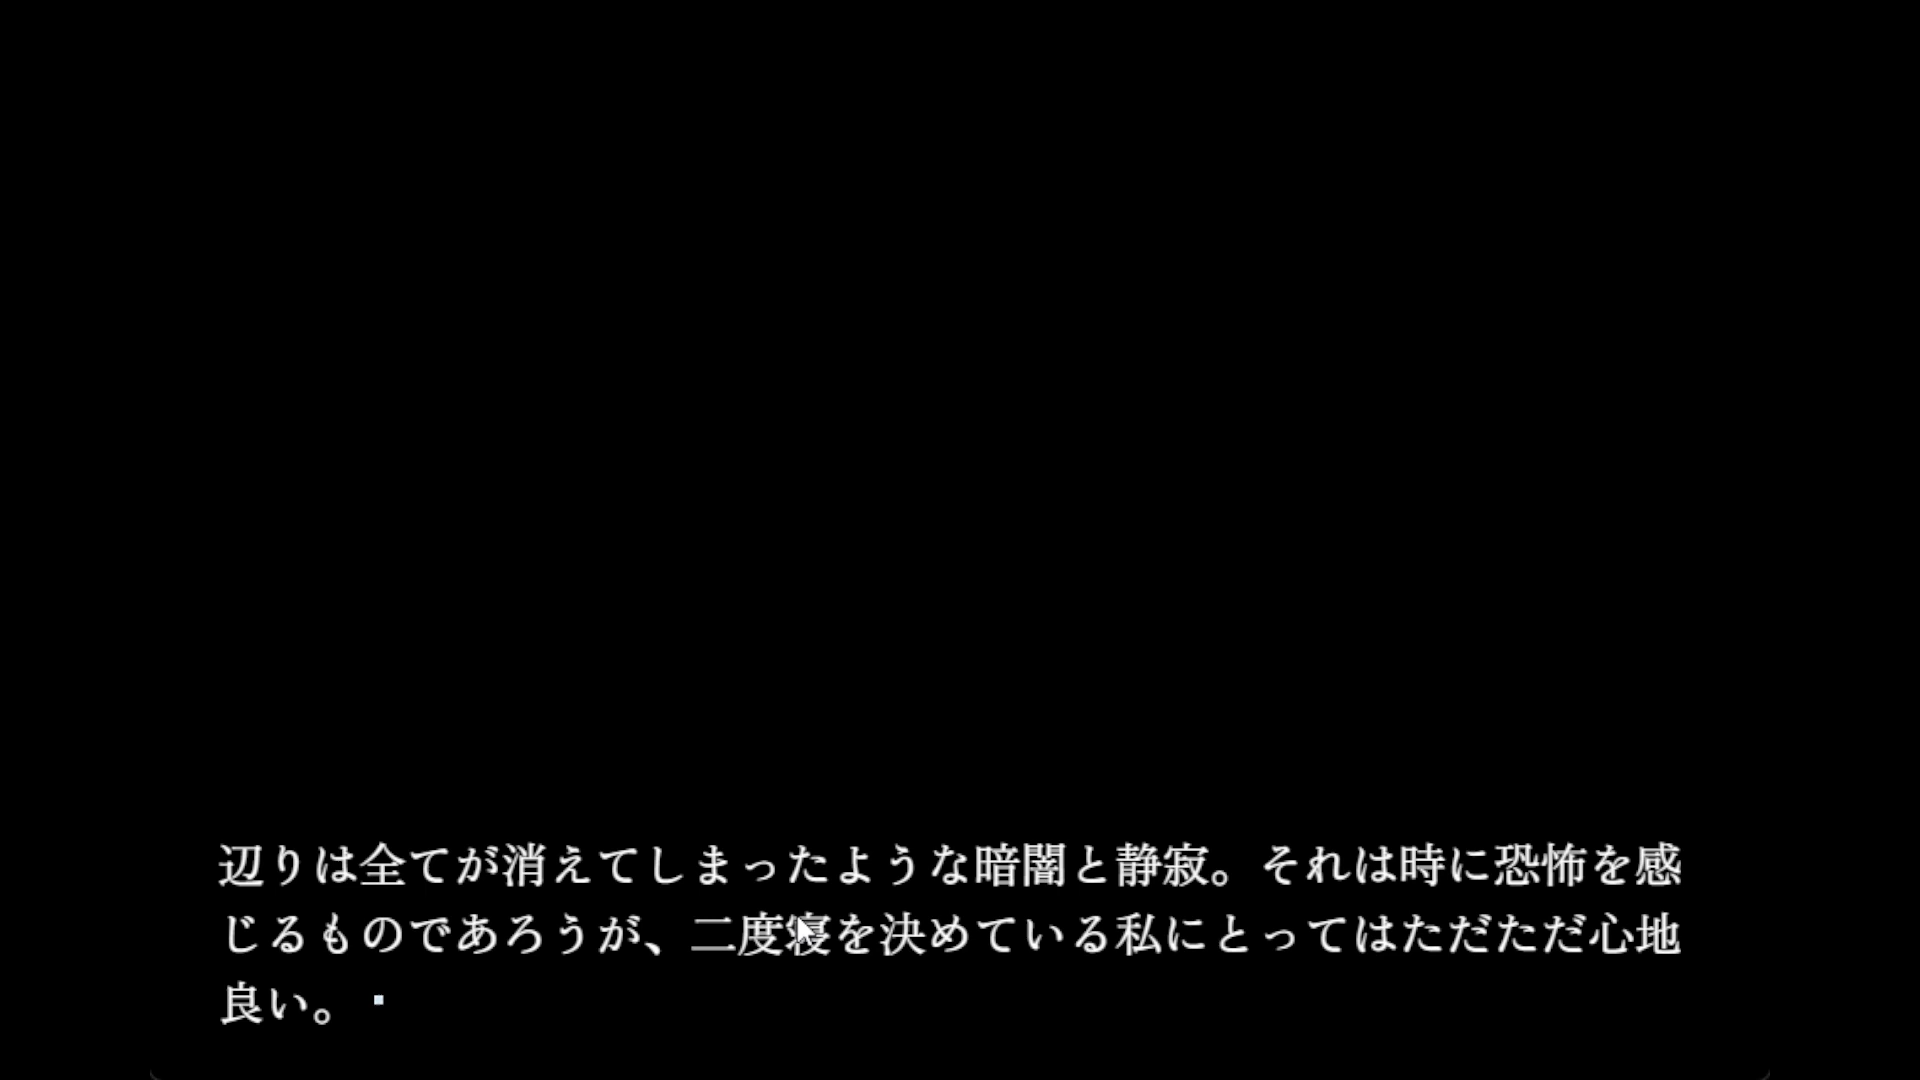 辺りは全てが消えてしまったような暗闇と静寂。それは時に恐怖を感
じるものであろうが、二度寝を決めている私にとってはただただ心地
良い。